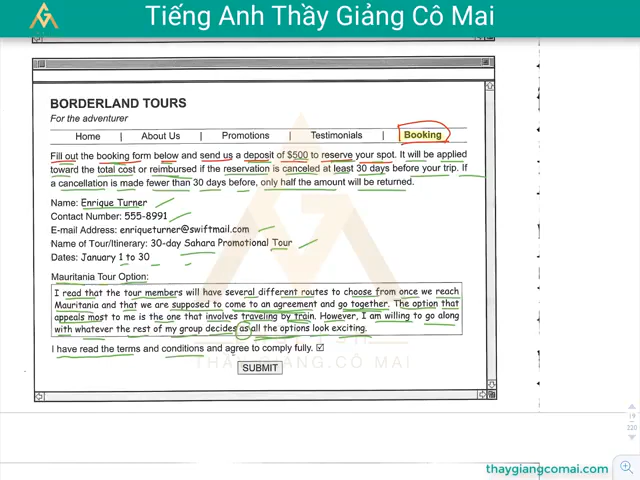 Tiếng Anh Thầy Giảng Cô Mai
BORDERLAND TOURS
For the adventurer
Home | About Us | Promotions | Testimonials | Booking
Fill out the booking form below and send us a deposit of $500 to reserve your spot. It will be applied
toward the total cost or reimbursed if the reservation is canceled at least 30 days before your trip. If
a cancellation is made fewer than 30 days before, only half the amount will be returned.
Name: Enrique Turner
Contact Number: 555-8991
E-mail Address: enriqueturner@swiftmail.com
Name of Tour/Itinerary: 30-day Sahara Promotional Tour
Dates: January 1 to 30
Mauritania Tour Option:
I read that the tour members will have several different routes to choose from once we reach
Mauritania and that we are supposed to come to an agreement and go together. The option that
appeals most to me is the one that involves traveling by train. However, I am willing to go along
with whatever the rest of my group decides as all the options look exciting.
I have read the terms and conditions and agree to comply fully. ☑
THẦY GIẢNG CÔ MAI
SUBMIT
19
220
thaygiangcomai.com